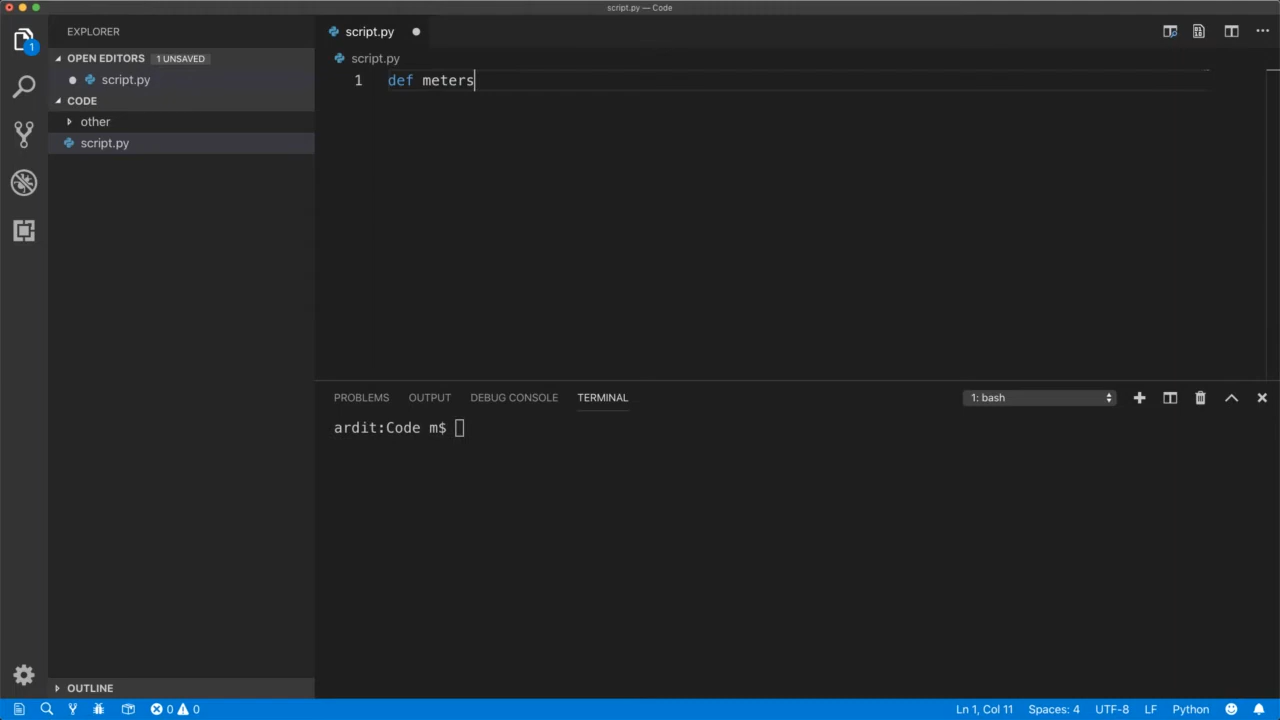 script.py — Code
EXPLORER
OPEN EDITORS 1 UNSAVED
script.py
CODE
other
script.py
OUTLINE
1
script.py
script.py
1 def meters
PROBLEMS OUTPUT DEBUG CONSOLE TERMINAL
1: bash
ardit:Code m$
0 0
Ln 1, Col 11 Spaces: 4 UTF-8 LF Python